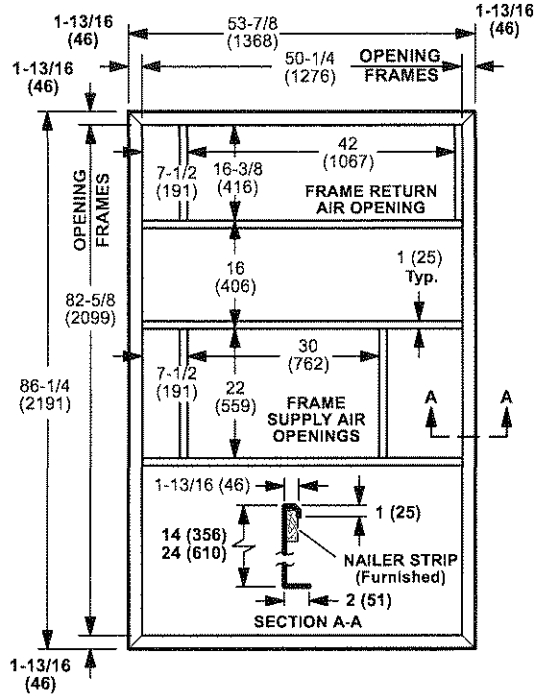 1-13/16
(46)
53-7/8
(1368)
1-13/16
(46)
1-13/16
(46)
50-1/4
(1276)
OPENING
FRAMES
OPENING
FRAMES
7-1/2
(191)
16-3/8
(416)
42
(1067)
FRAME RETURN
AIR OPENING
16
(406)
1 (25)
Typ.
82-5/8
(2099)
86-1/4
(2191)
7-1/2
(191)
22
(559)
30
(762)
FRAME
SUPPLY AIR
OPENINGS
A
A
1-13/16 (46)
1 (25)
14 (356)
24 (610)
NAILER STRIP
(Furnished)
2 (51)
SECTION A-A
1-13/16
(46)